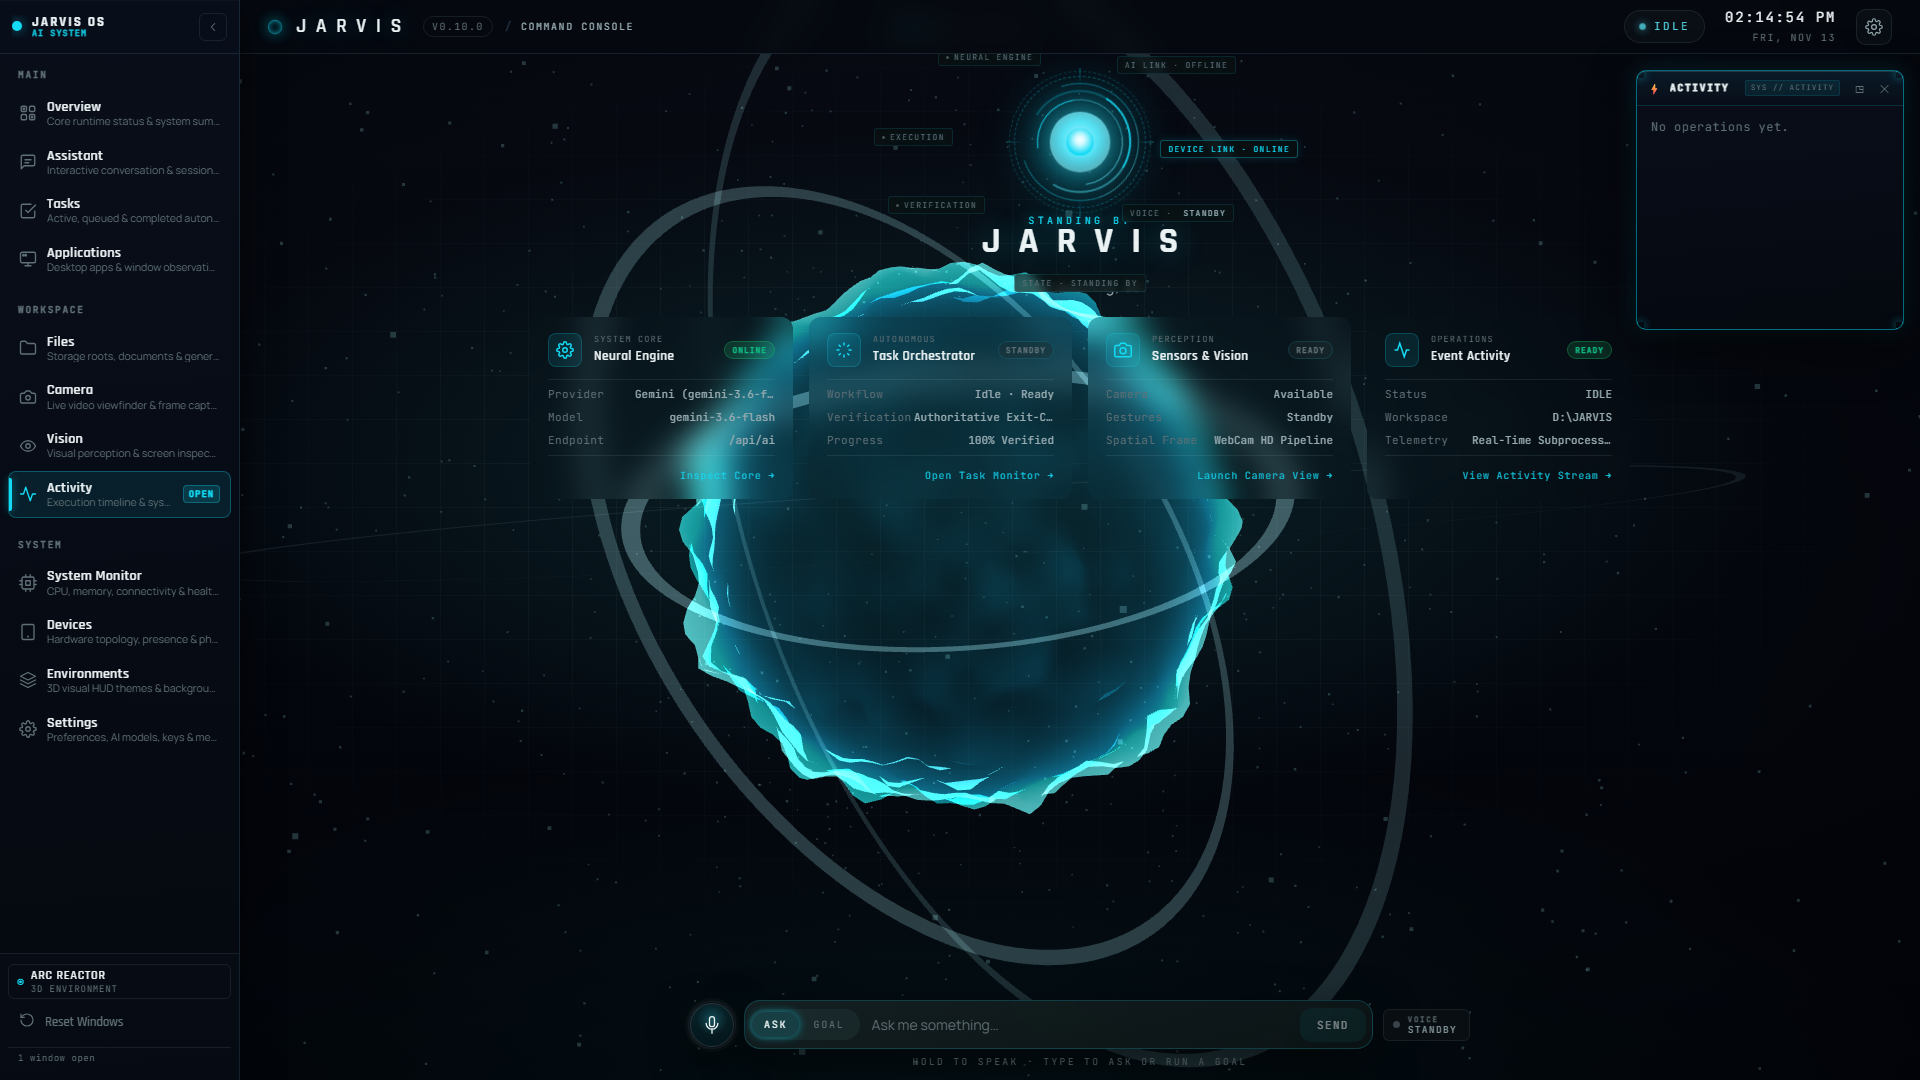 JARVIS OS
AI SYSTEM
MAIN
Overview
Core runtime status & system sum...
Assistant
Interactive conversation & session...
Tasks
Active, queued & completed auton...
Applications
Desktop apps & window observati...
WORKSPACE
Files
Storage roots, documents & gener...
Camera
Live video viewfinder & frame capt...
Vision
Visual perception & screen inspec...
Activity
Execution timeline & sys...
OPEN
SYSTEM
System Monitor
CPU, memory, connectivity & healt...
Devices
Hardware topology, presence & ph...
Environments
3D visual HUD themes & backgrou...
Settings
Preferences, AI models, keys & me...
ARC REACTOR
3D ENVIRONMENT
Reset Windows
1 window open
JARVIS
V0.10.0
/ COMMAND CONSOLE
IDLE
02:14:54 PM
FRI, NOV 13
NEURAL ENGINE
AI LINK · OFFLINE
EXECUTION
DEVICE LINK · ONLINE
VERIFICATION
VOICE · STANDBY
STANDING B
JARVIS
STATE · STANDING BY
SYSTEM CORE
Neural Engine
ONLINE
Provider Gemini (gemini-3.6-f…
Model gemini-3.6-flash
Endpoint /api/ai
Inspect Core →
AUTONOMOUS
Task Orchestrator
STANDBY
Workflow Idle · Ready
Verification Authoritative Exit-C…
Progress 100% Verified
Open Task Monitor →
PERCEPTION
Sensors & Vision
READY
Camera Available
Gestures Standby
Spatial Frame WebCam HD Pipeline
Launch Camera View →
OPERATIONS
Event Activity
READY
Status IDLE
Workspace D:\JARVIS
Telemetry Real-Time Subprocess…
View Activity Stream →
ACTIVITY
SYS // ACTIVITY
No operations yet.
ASK
GOAL
Ask me something...
SEND
VOICE
STANDBY
HOLD TO SPEAK · TYPE TO ASK OR RUN A GOAL